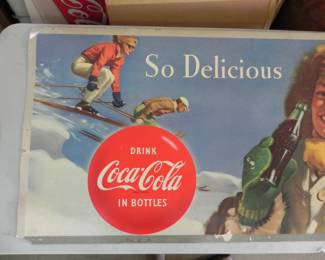 So Delicious
DRINK
Coca-Cola
IN BOTTLES